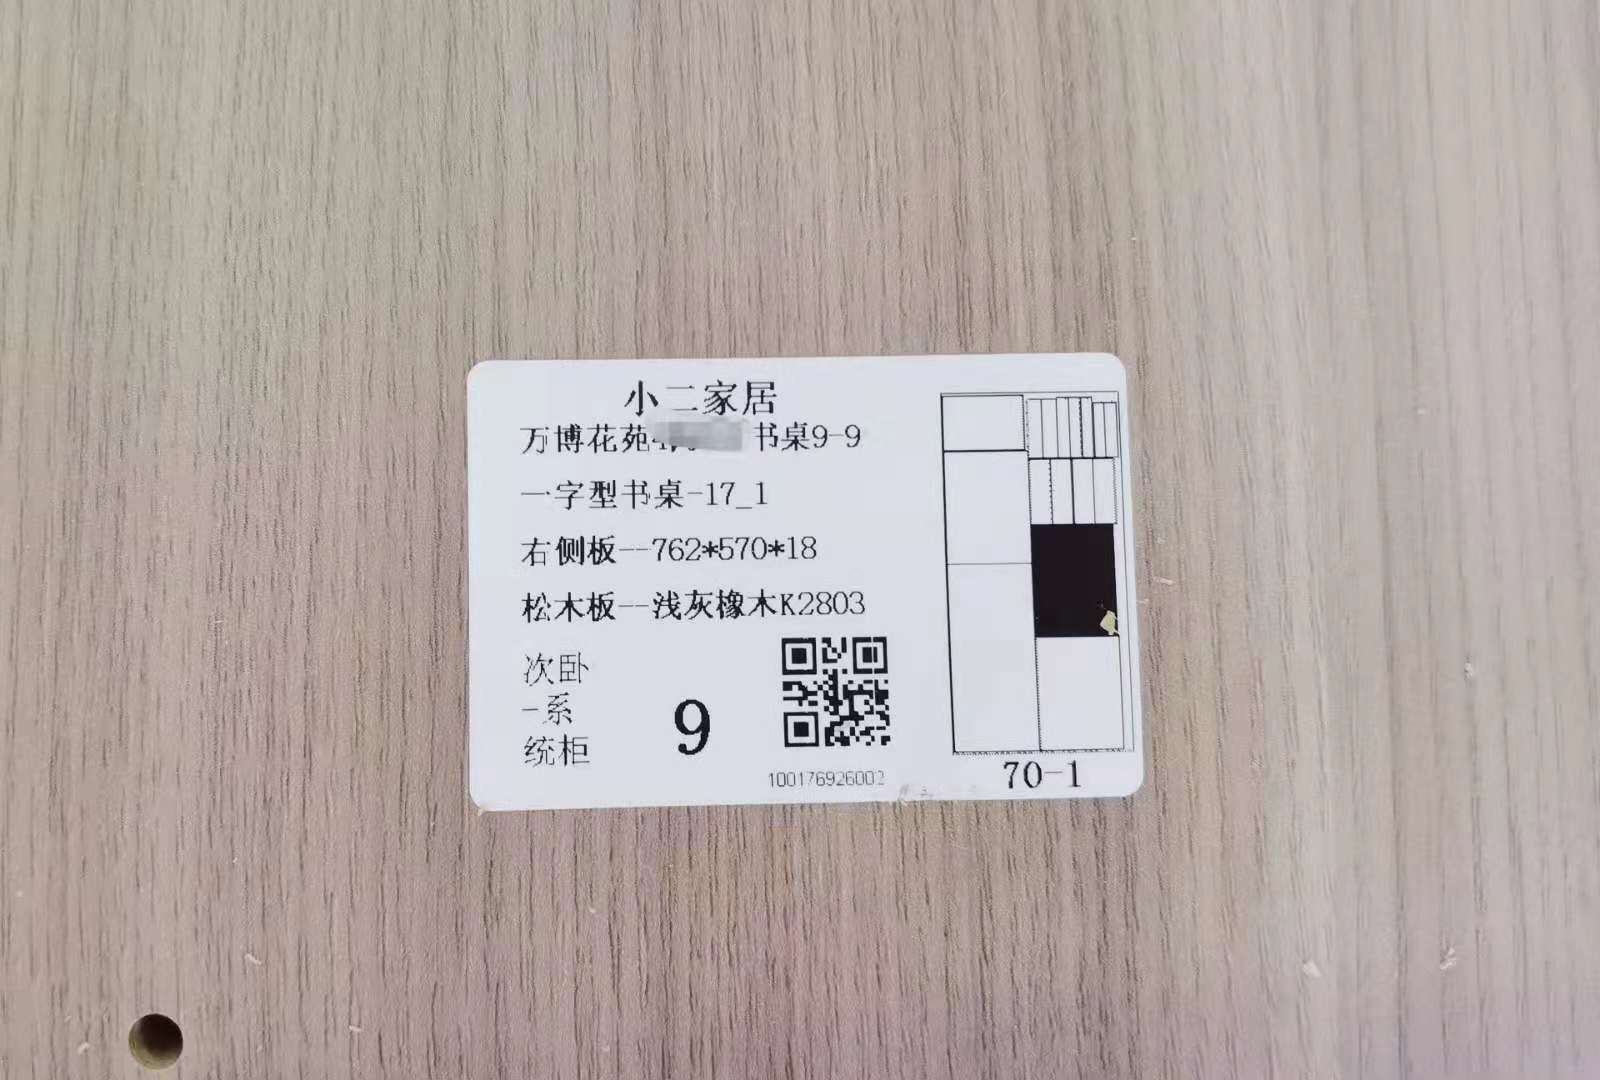 小二家居
万博花苑 书桌9-9
一字型书桌-17_1
右侧板--762*570*18
松木板--浅灰橡木K2803
次卧
-系
统柜
9
100176926002
70-1